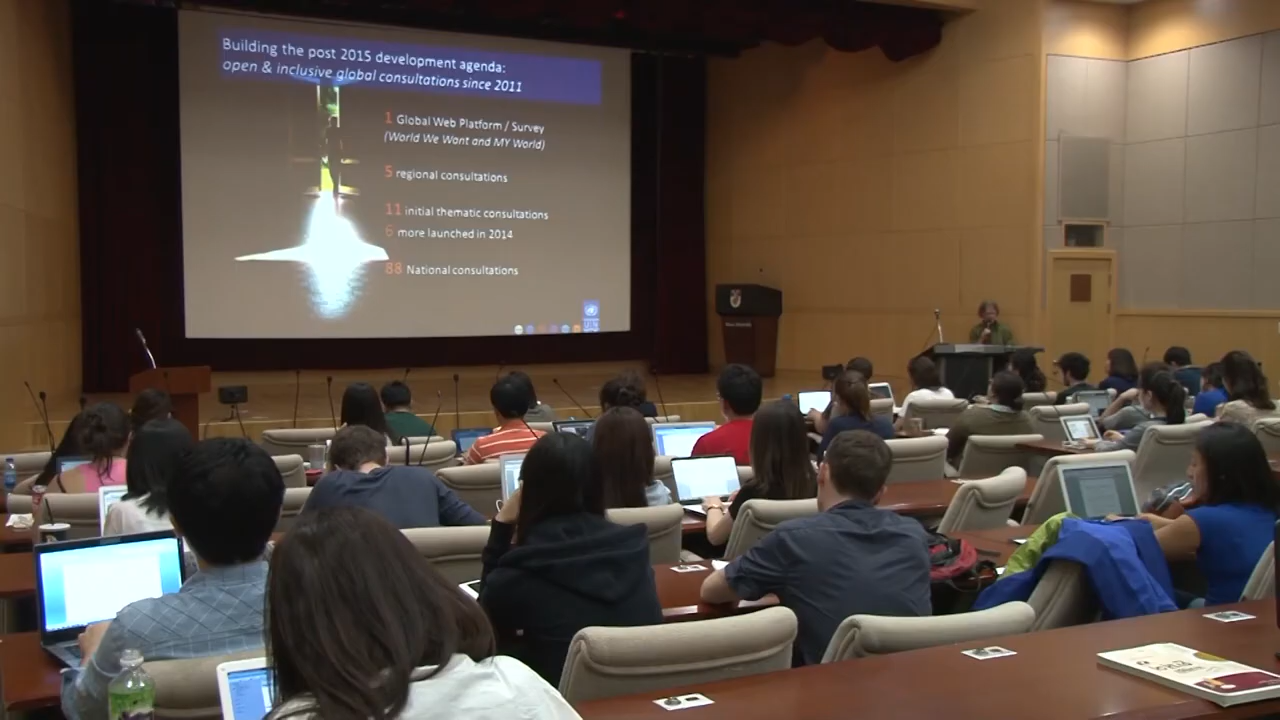 Building the post 2015 development agenda:
open & inclusive global consultations since 2011
1 Global Web Platform / Survey
(World We Want and MY World)
5 regional consultations
11 initial thematic consultations
6 more launched in 2014
88 National consultations